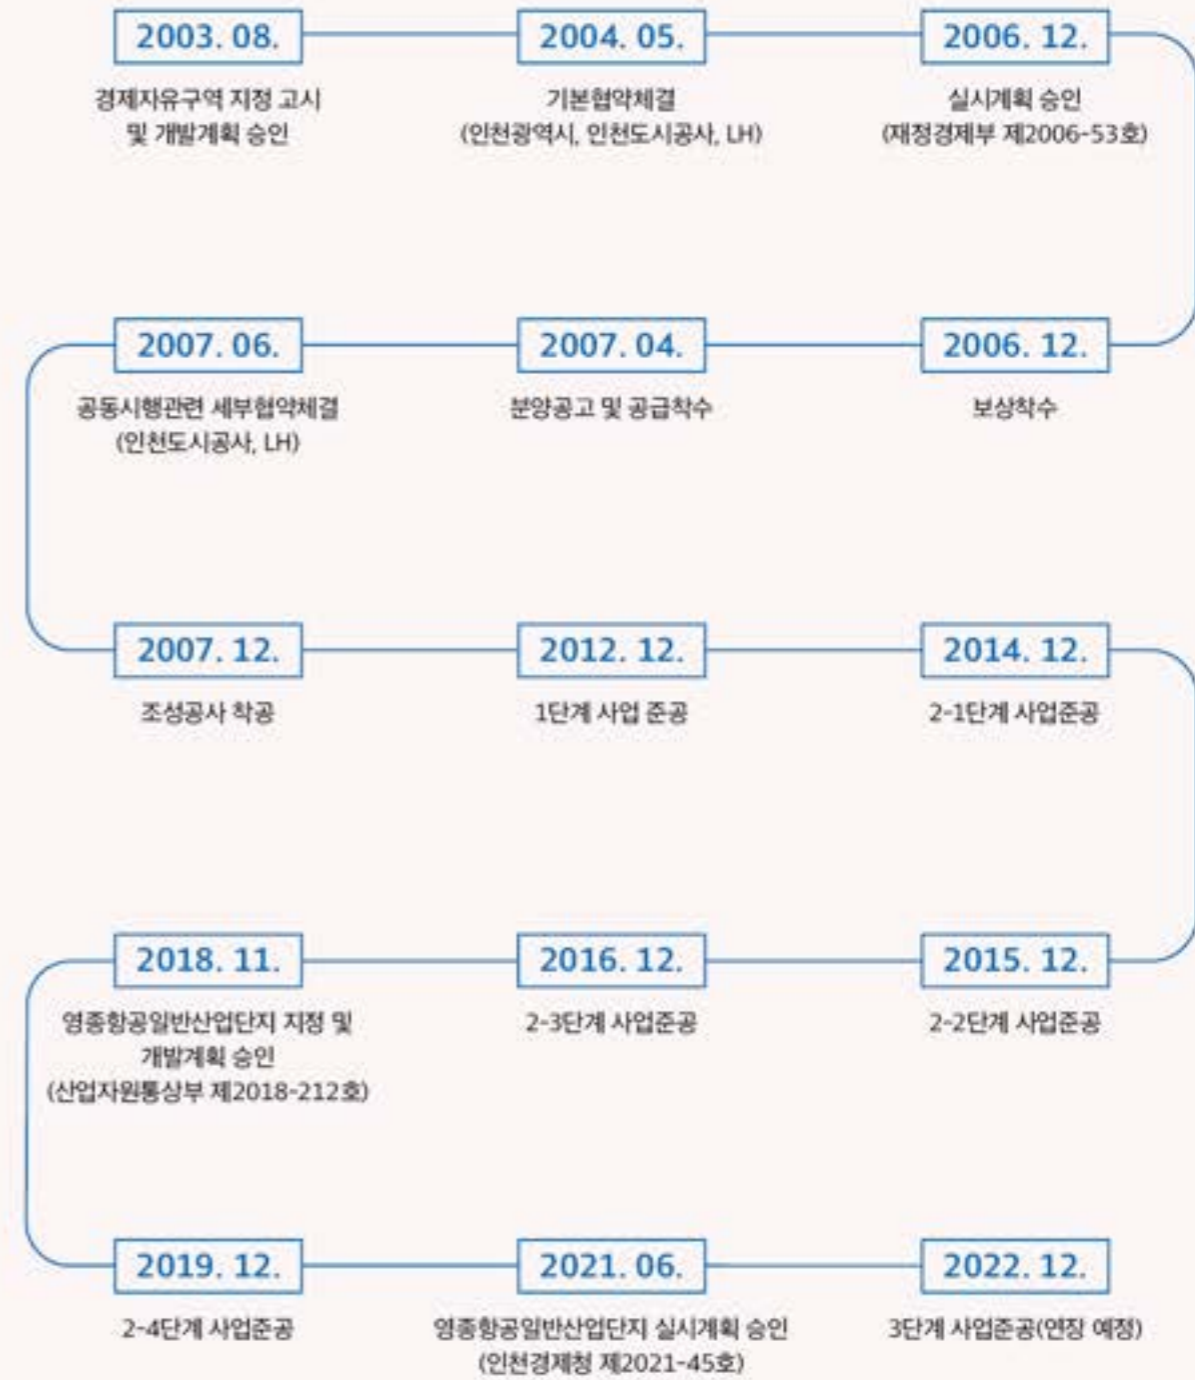 2003. 08.
경제자유구역 지정 고시
및 개발계획 승인
2004. 05.
기본협약체결
(인천광역시, 인천도시공사, LH)
2006. 12.
실시계획 승인
(재정경제부 제2006-53호)
2006. 12.
보상착수
2007. 04.
분양공고 및 공급착수
2007. 06.
공동시행관련 세부협약체결
(인천도시공사, LH)
2007. 12.
조성공사 착공
2012. 12.
1단계 사업 준공
2014. 12.
2-1단계 사업준공
2015. 12.
2-2단계 사업준공
2016. 12.
2-3단계 사업준공
2018. 11.
영종항공일반산업단지 지정 및
개발계획 승인
(산업자원통상부 제2018-212호)
2019. 12.
2-4단계 사업준공
2021. 06.
영종항공일반산업단지 실시계획 승인
(인천경제청 제2021-45호)
2022. 12.
3단계 사업준공(연장 예정)